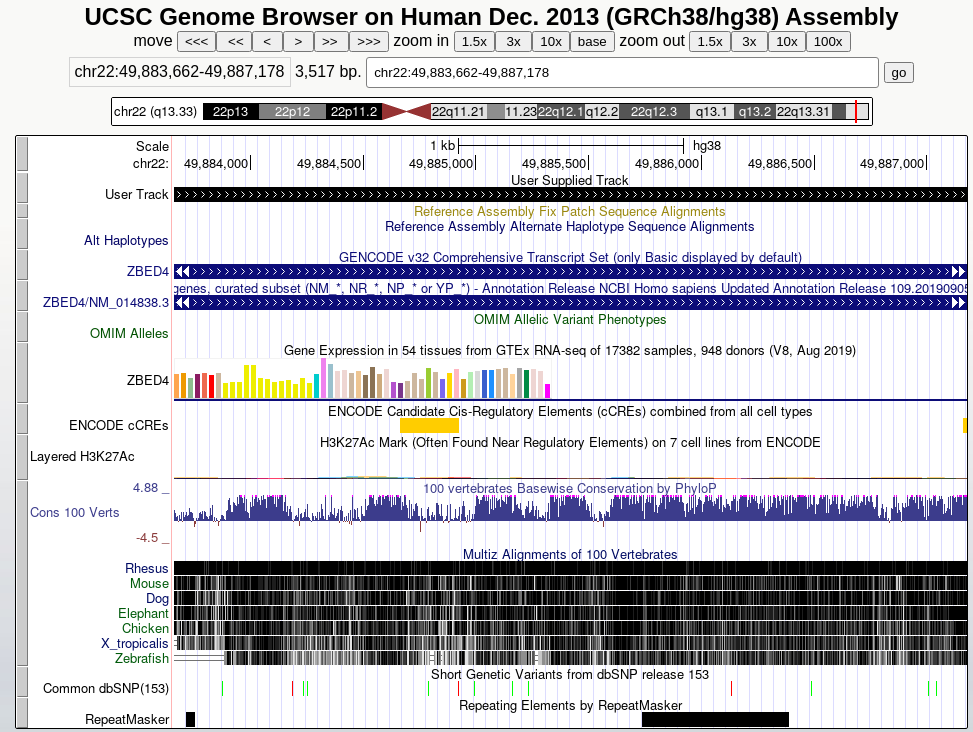 UCSC Genome Browser on Human Dec. 2013 (GRCh38/hg38) Assembly
move <<< << < > >> >>> zoom in 1.5x 3x 10x base zoom out 1.5x 3x 10x 100x
chr22:49,883,662-49,887,178 3,517 bp. chr22:49,883,662-49,887,178 go
chr22 (q13.33) 22p13 22p12 22p11.2 22q11.21 11.23 22q12.1 q12.2 22q12.3 q13.1 q13.2 22q13.31
Scale 1 kb hg38
chr22: 49,884,000 49,884,500 49,885,000 49,885,500 49,886,000 49,886,500 49,887,000
User Supplied Track
User Track
Reference Assembly Fix Patch Sequence Alignments
Reference Assembly Alternate Haplotype Sequence Alignments
Alt Haplotypes
GENCODE v32 Comprehensive Transcript Set (only Basic displayed by default)
ZBED4
genes, curated subset (NM_*, NR_*, NP_* or YP_*) - Annotation Release NCBI Homo sapiens Updated Annotation Release 109.20190905
ZBED4/NM_014838.3
OMIM Allelic Variant Phenotypes
OMIM Alleles
Gene Expression in 54 tissues from GTEx RNA-seq of 17382 samples, 948 donors (V8, Aug 2019)
ZBED4
ENCODE Candidate Cis-Regulatory Elements (cCREs) combined from all cell types
ENCODE cCREs
H3K27Ac Mark (Often Found Near Regulatory Elements) on 7 cell lines from ENCODE
Layered H3K27Ac
4.88 _ 100 vertebrates Basewise Conservation by PhyloP
Cons 100 Verts
-4.5 _
Multiz Alignments of 100 Vertebrates
Rhesus
Mouse
Dog
Elephant
Chicken
X_tropicalis
Zebrafish
Short Genetic Variants from dbSNP release 153
Common dbSNP(153)
Repeating Elements by RepeatMasker
RepeatMasker